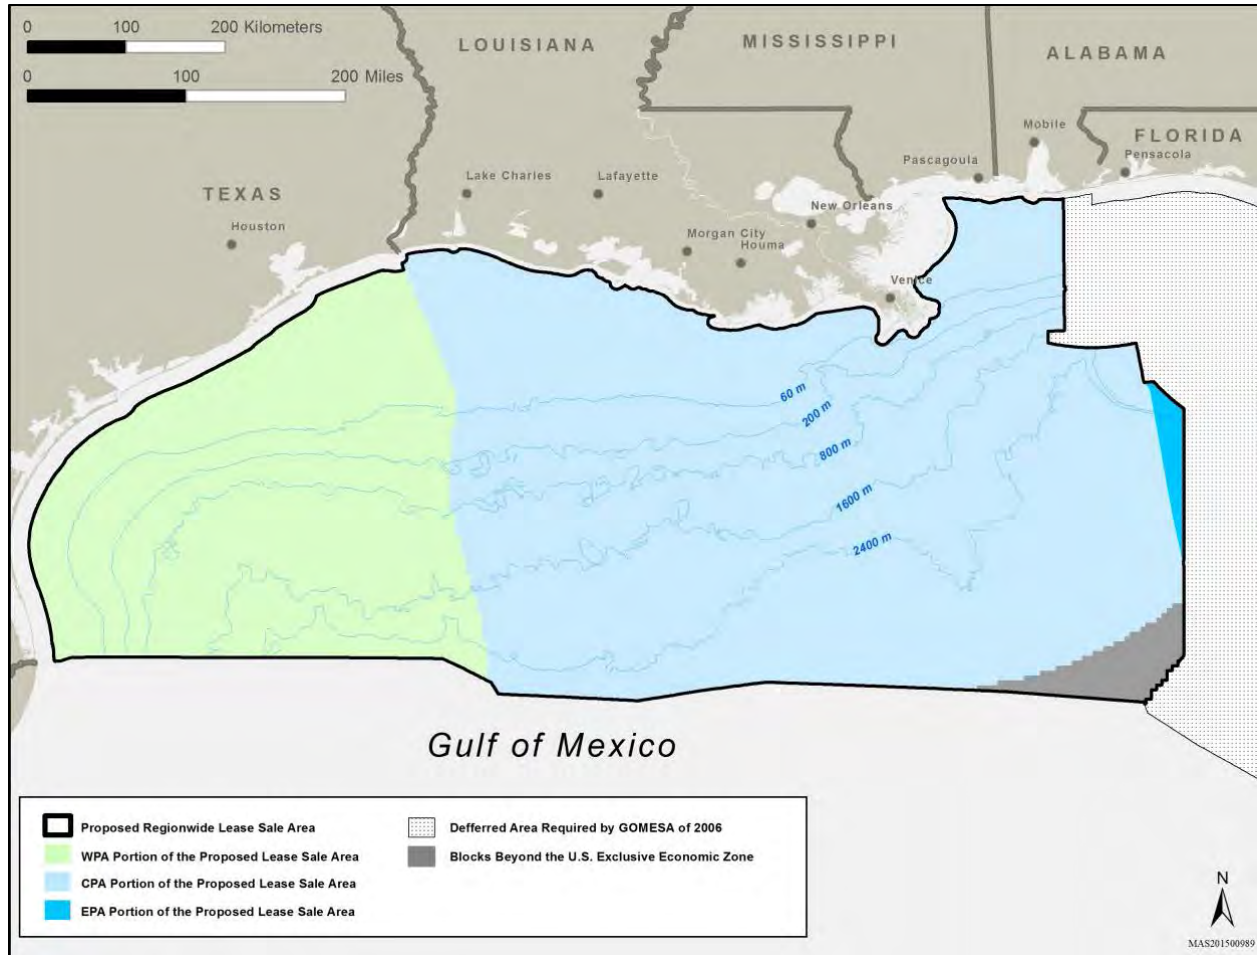 0 100 200 Kilometers
0 100 200 Miles
LOUISIANA
MISSISSIPPI
ALABAMA
FLORIDA
TEXAS
Mobile
Pensacola
Pascagoula
Lake Charles
Lafayette
New Orleans
Houston
Morgan City
Houma
Venice
60 m
200 m
800 m
1600 m
2400 m
Gulf of Mexico
Proposed Regionwide Lease Sale Area
WPA Portion of the Proposed Lease Sale Area
CPA Portion of the Proposed Lease Sale Area
EPA Portion of the Proposed Lease Sale Area
Defferred Area Required by GOMESA of 2006
Blocks Beyond the U.S. Exclusive Economic Zone
N
MAS201500989